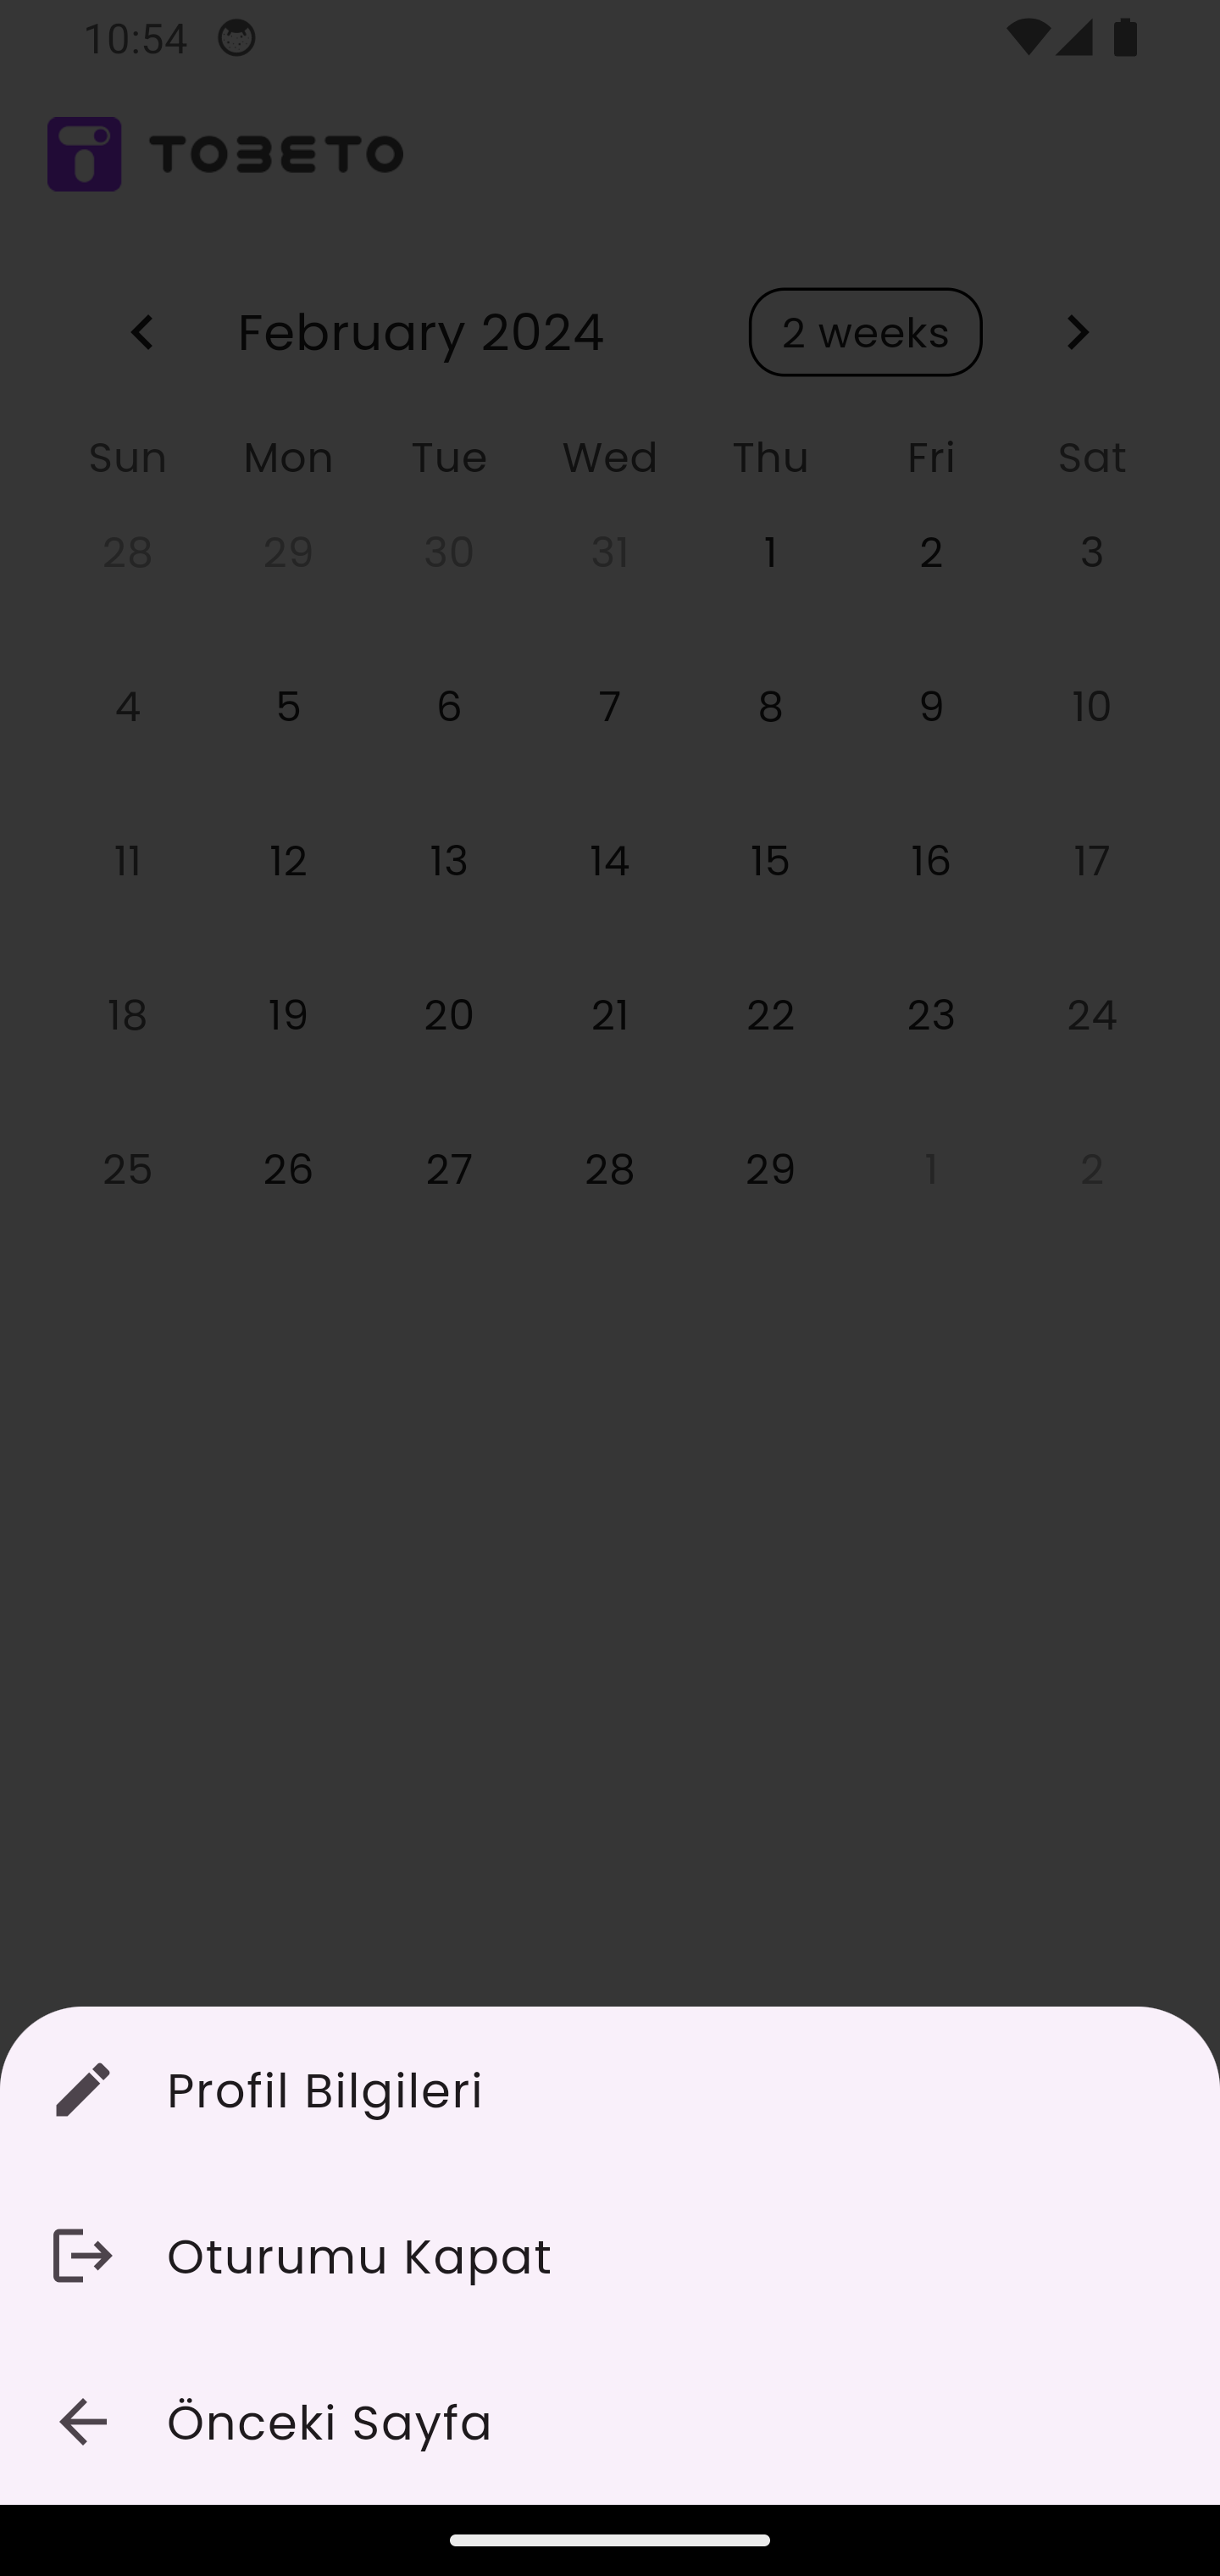 10:54
TOBETO
February 2024 2 weeks
Sun Mon Tue Wed Thu Fri Sat
28 29 30 31 1 2 3
4 5 6 7 8 9 10
11 12 13 14 15 16 17
18 19 20 21 22 23 24
25 26 27 28 29 1 2
Profil Bilgileri
Oturumu Kapat
Önceki Sayfa